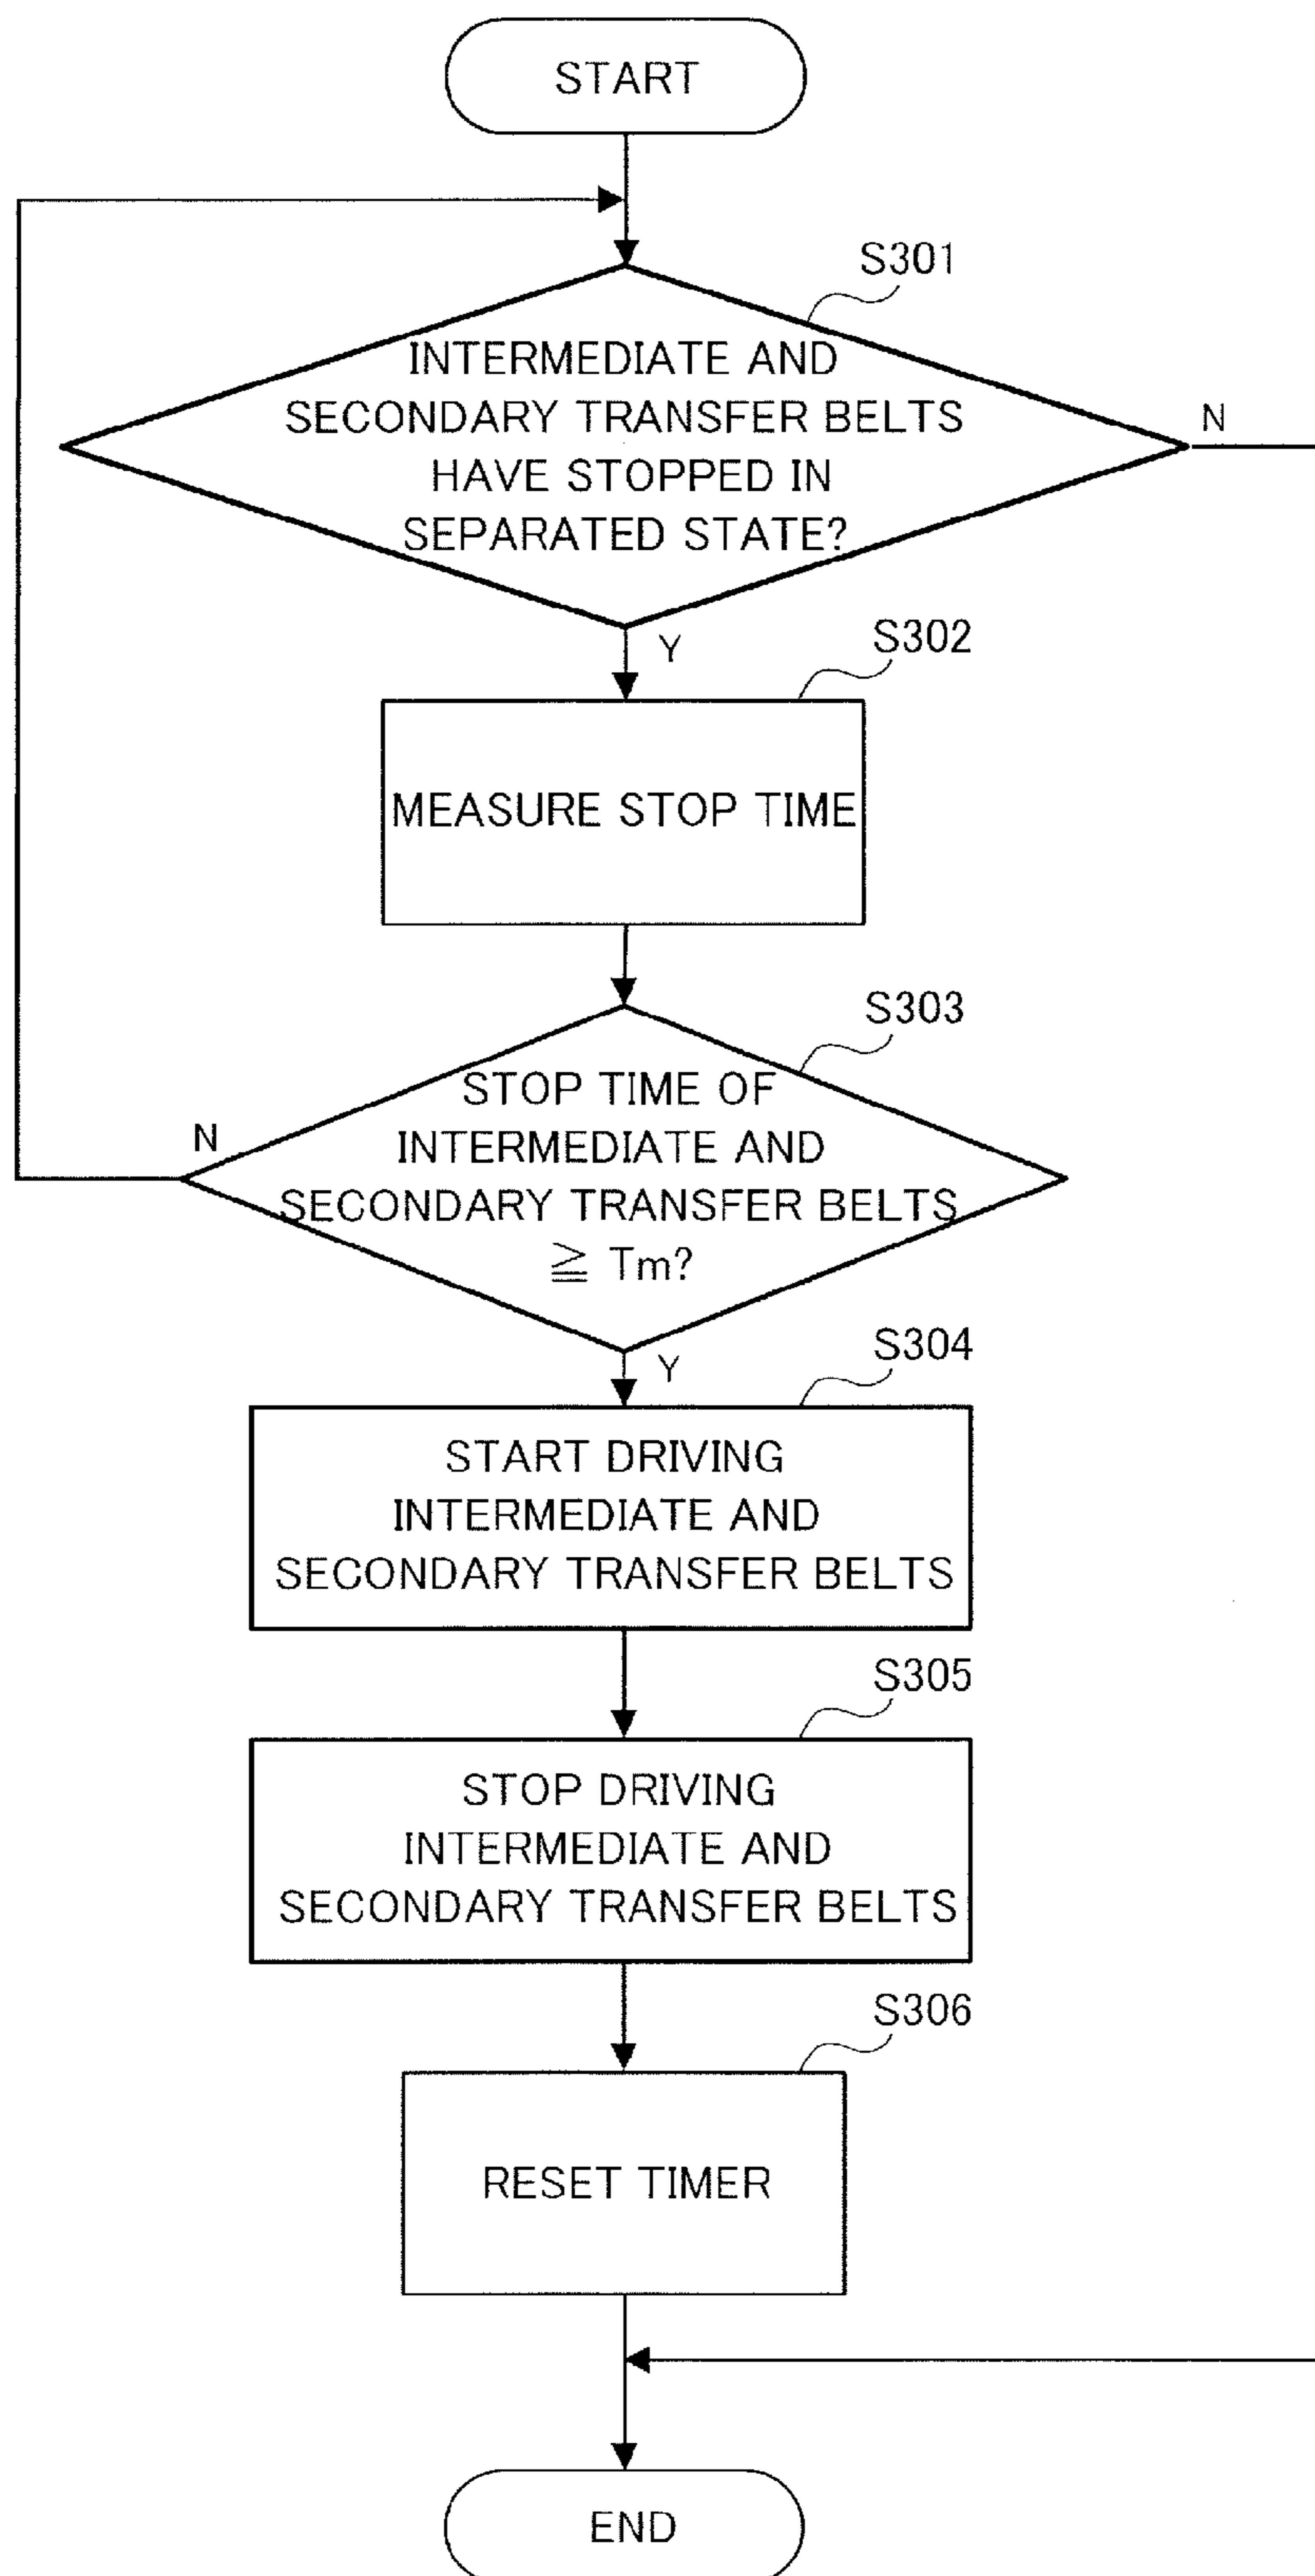 START
S301
INTERMEDIATE AND
SECONDARY TRANSFER BELTS
HAVE STOPPED IN
SEPARATED STATE?
N
Y
S302
MEASURE STOP TIME
S303
STOP TIME OF
INTERMEDIATE AND
SECONDARY TRANSFER BELTS
≧ Tm?
N
Y
S304
START DRIVING
INTERMEDIATE AND
SECONDARY TRANSFER BELTS
S305
STOP DRIVING
INTERMEDIATE AND
SECONDARY TRANSFER BELTS
S306
RESET TIMER
END